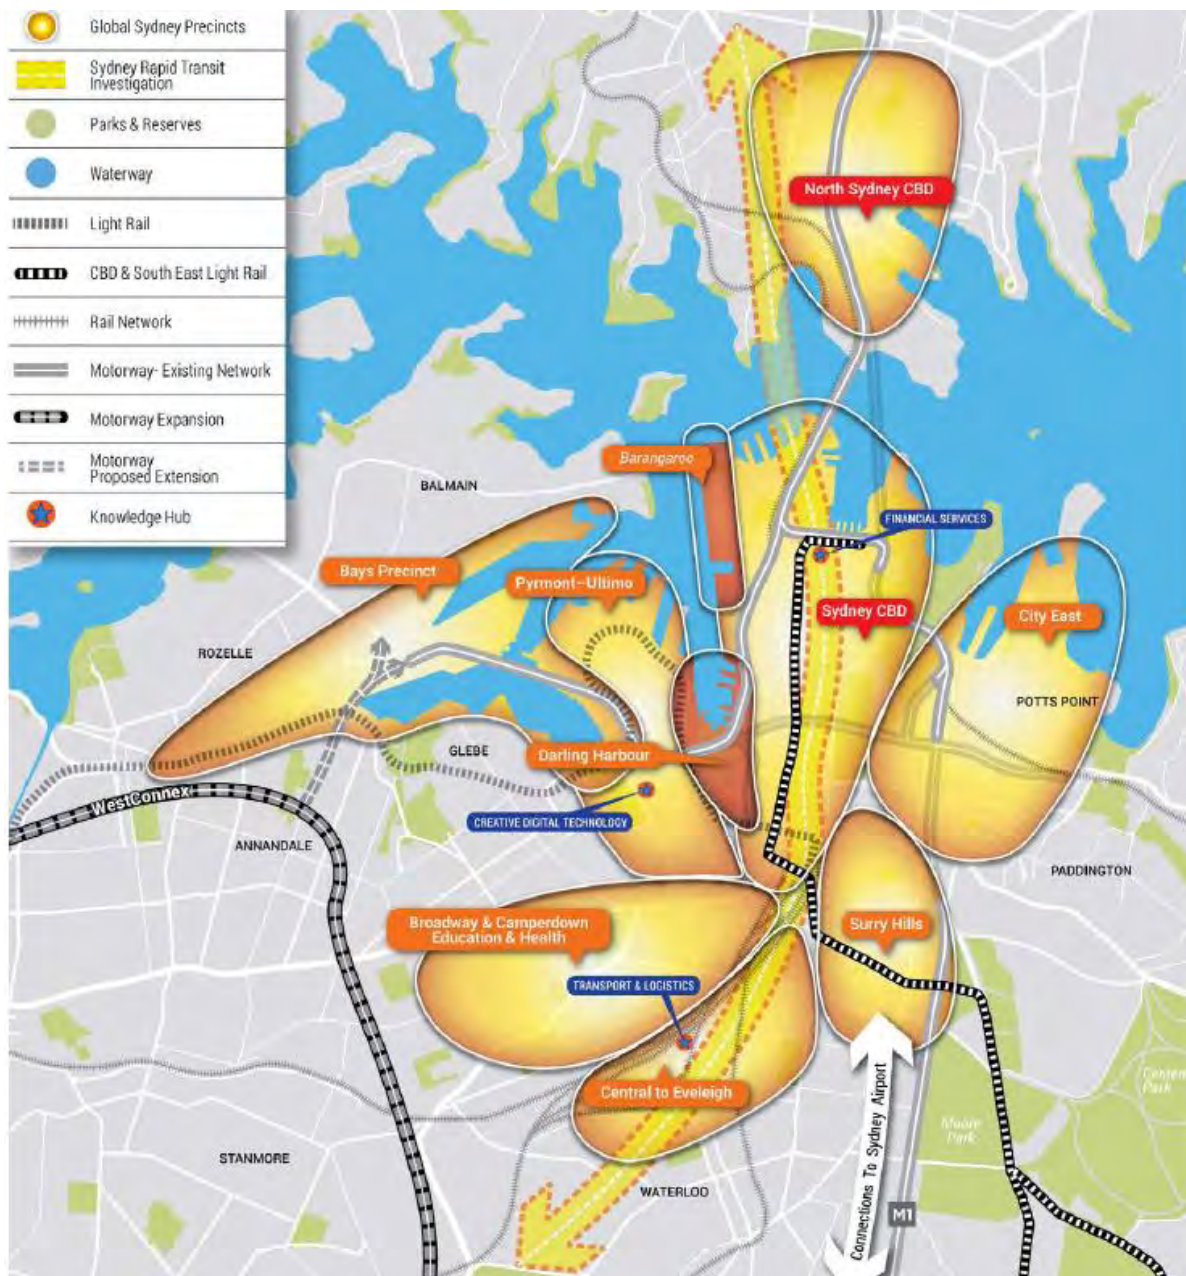 Global Sydney Precincts
Sydney Rapid Transit
Investigation
Parks & Reserves
Waterway
Light Rail
CBD & South East Light Rail
Rail Network
Motorway- Existing Network
Motorway Expansion
Motorway
Proposed Extension
Knowledge Hub
North Sydney CBD
Barangaroo
BALMAIN
FINANCIAL SERVICES
Bays Precinct
Pyrmont-Ultimo
Sydney CBD
City East
ROZELLE
POTTS POINT
GLEBE
Darling Harbour
WestConnex
CREATIVE DIGITAL TECHNOLOGY
ANNANDALE
PADDINGTON
Broadway & Camperdown
Education & Health
Surry Hills
TRANSPORT & LOGISTICS
Central to Eveleigh
Connections To Sydney Airport
Moore
Park
Park
STANMORE
WATERLOO
M1